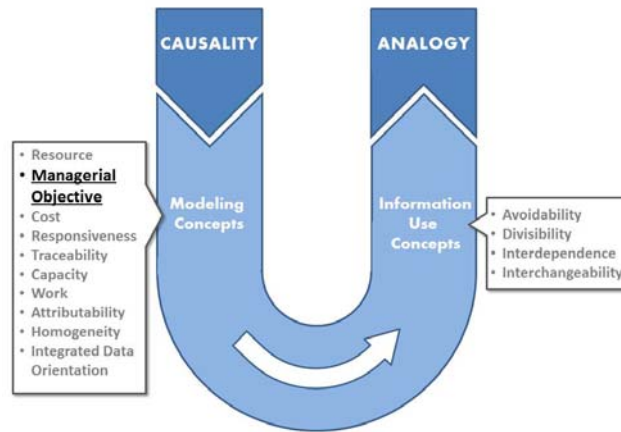 CAUSALITY
ANALOGY
• Resource
• Managerial
Objective
• Cost
• Responsiveness
• Traceability
• Capacity
• Work
• Attributability
• Homogeneity
• Integrated Data
Orientation
Modeling
Concepts
Information
Use
Concepts
• Avoidability
• Divisibility
• Interdependence
• Interchangeability